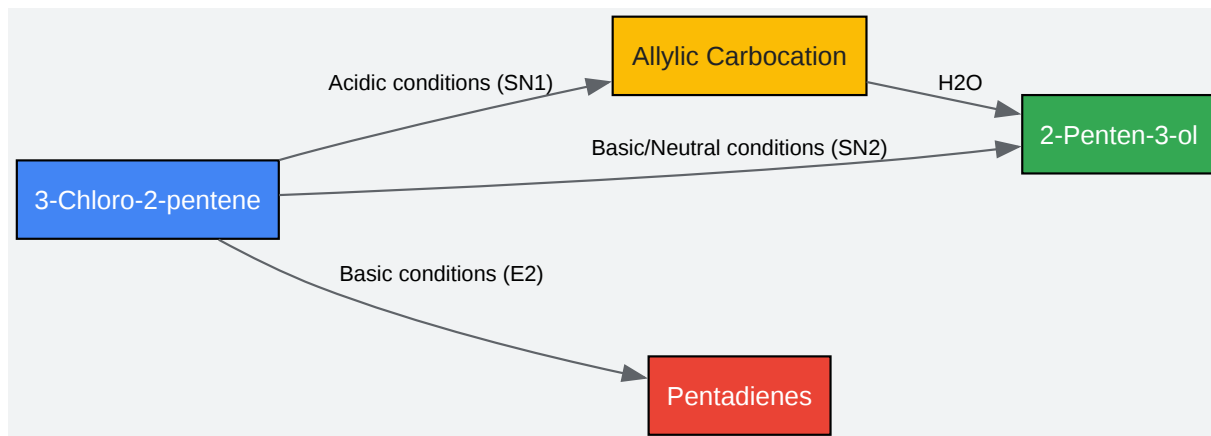 Allylic Carbocation
Acidic conditions (SN1)
H2O
2-Penten-3-ol
Basic/Neutral conditions (SN2)
3-Chloro-2-pentene
Basic conditions (E2)
Pentadienes